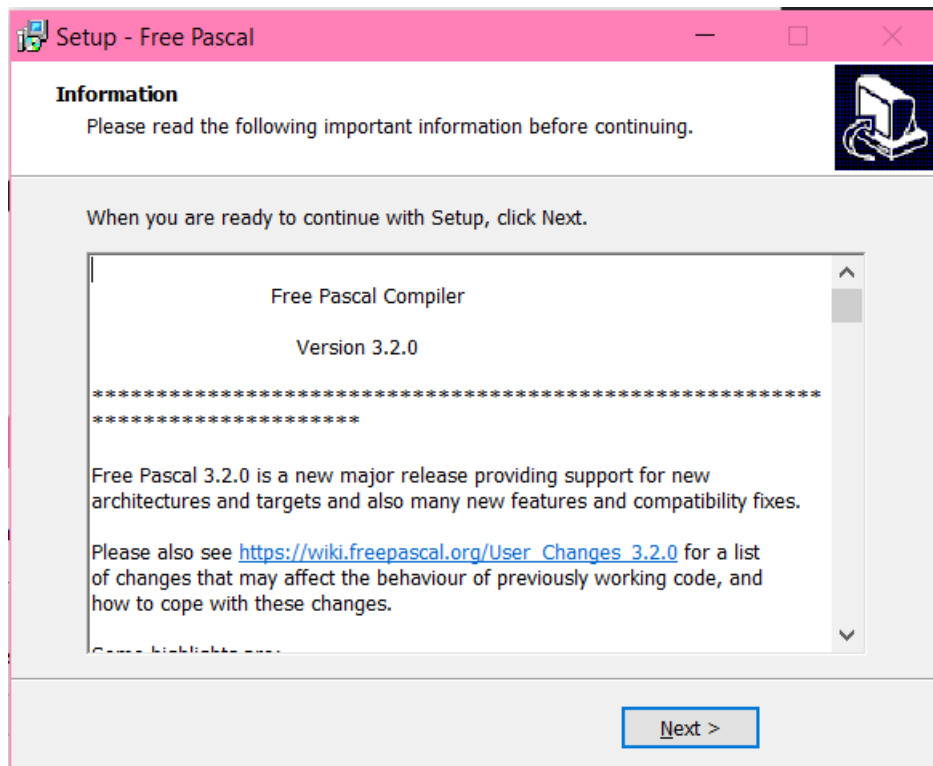 Setup - Free Pascal
Information
Please read the following important information before continuing.
When you are ready to continue with Setup, click Next.
Free Pascal Compiler
Version 3.2.0
*********************************************************
*********************
Free Pascal 3.2.0 is a new major release providing support for new
architectures and targets and also many new features and compatibility fixes.
Please also see https://wiki.freepascal.org/User_Changes_3.2.0 for a list
of changes that may affect the behaviour of previously working code, and
how to cope with these changes.
Some highlights are:
Next >